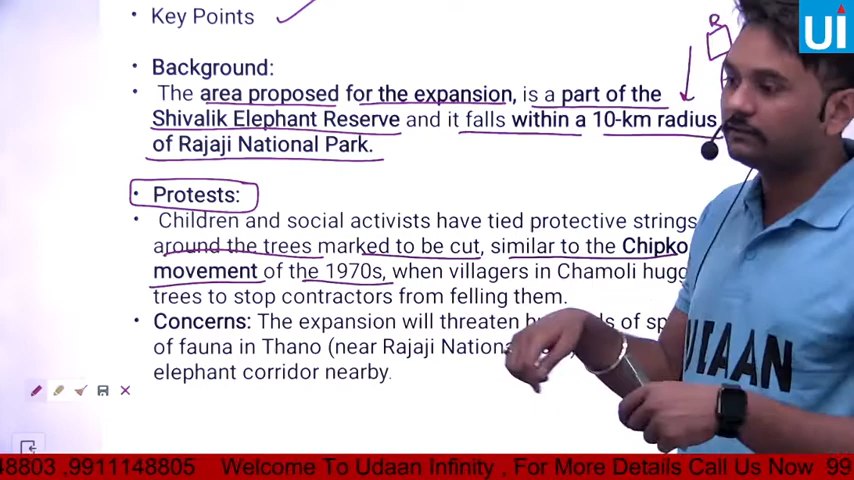 • Key Points
R
UI
• Background:
• The area proposed for the expansion, is a part of the
Shivalik Elephant Reserve and it falls within a 10-km radius
of Rajaji National Park.
• Protests:
• Children and social activists have tied protective strings
around the trees marked to be cut, similar to the Chipko
movement of the 1970s, when villagers in Chamoli
trees to stop contractors from felling them.
• Concerns: The expansion will threaten of
of fauna in Thano (near Rajaji
elephant corridor nearby.
UDAAN
48803 ,9911148805 Welcome To Udaan Infinity , For More Details Call Us Now 99